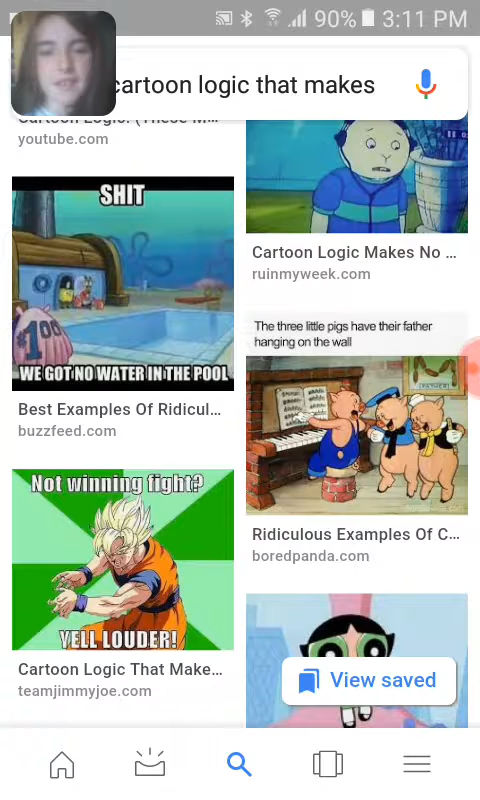 90% 3:11 PM
cartoon logic that makes
youtube.com
SHIT
$100
WE GOT NO WATER IN THE POOL
Best Examples Of Ridicul...
buzzfeed.com
Not winning fight?
YELL LOUDER!
Cartoon Logic That Make...
teamjimmyjoe.com
Cartoon Logic Makes No ...
ruinmyweek.com
The three little pigs have their father
hanging on the wall
FATHER
Ridiculous Examples Of C...
boredpanda.com
View saved